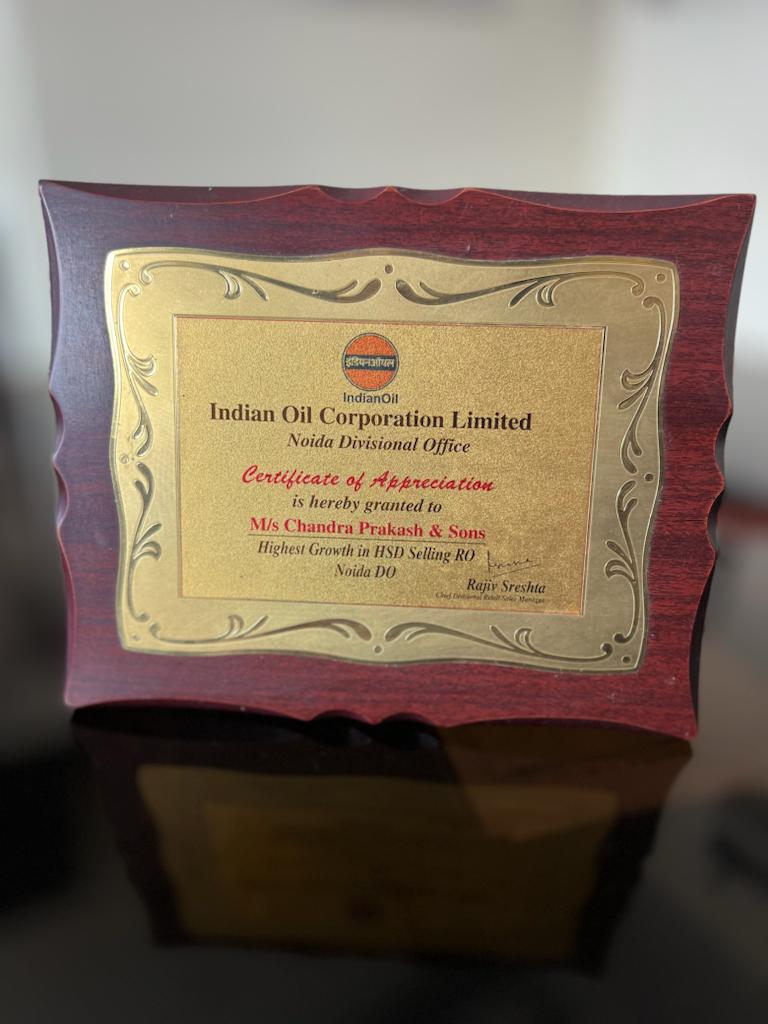 इंडियनऑयल
IndianOil
Indian Oil Corporation Limited
Noida Divisional Office
Certificate of Appreciation
is hereby granted to
M/s Chandra Prakash & Sons
Highest Growth in HSD Selling RO
Noida DO
Rajiv Sreshta
Chief Divisional Retail Sales Manager